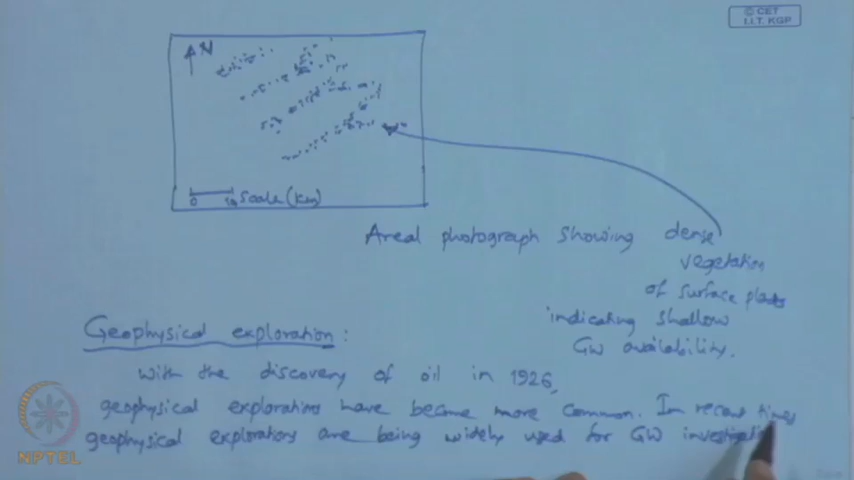 © CET
I.I.T. KGP
N
0 10 Scale (Km)
Areal photograph showing dense
vegetation
of surface plants
indicating shallow
GW availability.
Geophysical exploration :
With the discovery of oil in 1926,
geophysical explorations have become more common. In recent times
geophysical explorations are being widely used for GW
NPTEL